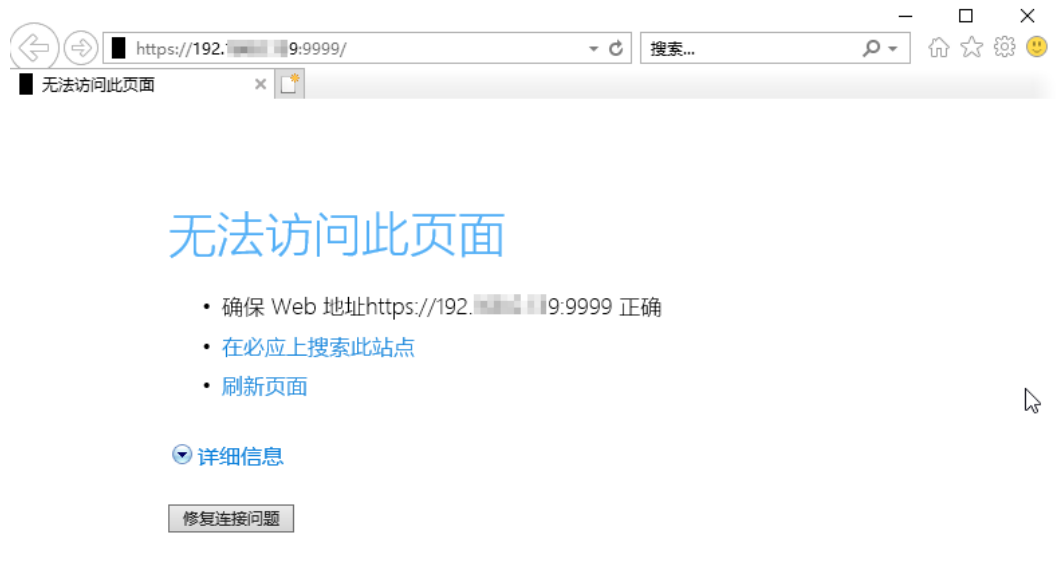 https://192. 9:9999/
搜索...
无法访问此页面
无法访问此页面
• 确保 Web 地址https://192. 9:9999 正确
• 在必应上搜索此站点
• 刷新页面
详细信息
修复连接问题